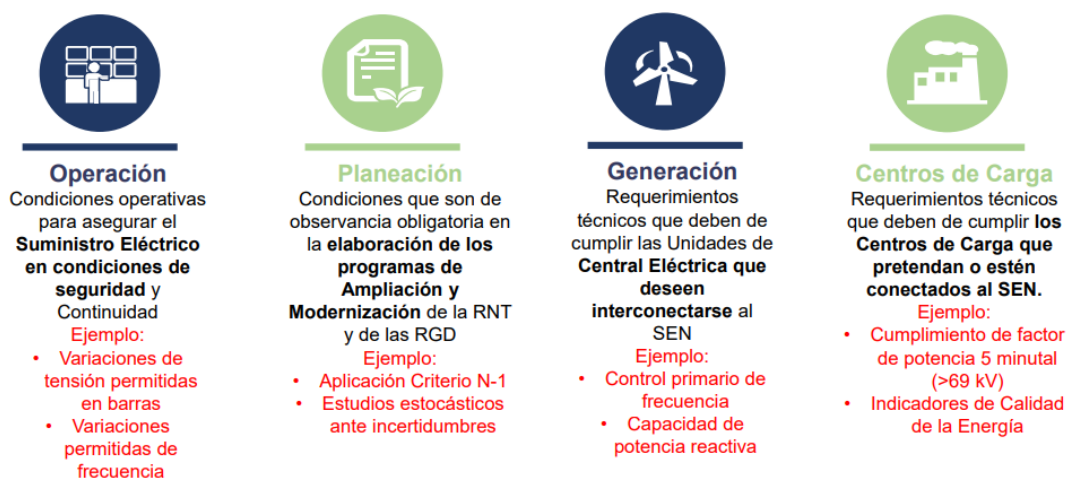 Operación
Condiciones operativas
para asegurar el
Suministro Eléctrico
en condiciones de
seguridad y
Continuidad
Ejemplo:
• Variaciones de
tensión permitidas
en barras
• Variaciones
permitidas de
frecuencia
Planeación
Condiciones que son de
observancia obligatoria en
la elaboración de los
programas de
Ampliación y
Modernización de la RNT
y de las RGD
Ejemplo:
• Aplicación Criterio N-1
• Estudios estocásticos
ante incertidumbres
Generación
Requerimientos
técnicos que deben de
cumplir las Unidades de
Central Eléctrica que
deseen
interconectarse al
SEN
Ejemplo:
• Control primario de
frecuencia
• Capacidad de
potencia reactiva
Centros de Carga
Requerimientos técnicos
que deben de cumplir los
Centros de Carga que
pretendan o estén
conectados al SEN.
Ejemplo:
• Cumplimiento de factor
de potencia 5 minutal
(>69 kV)
• Indicadores de Calidad
de la Energía